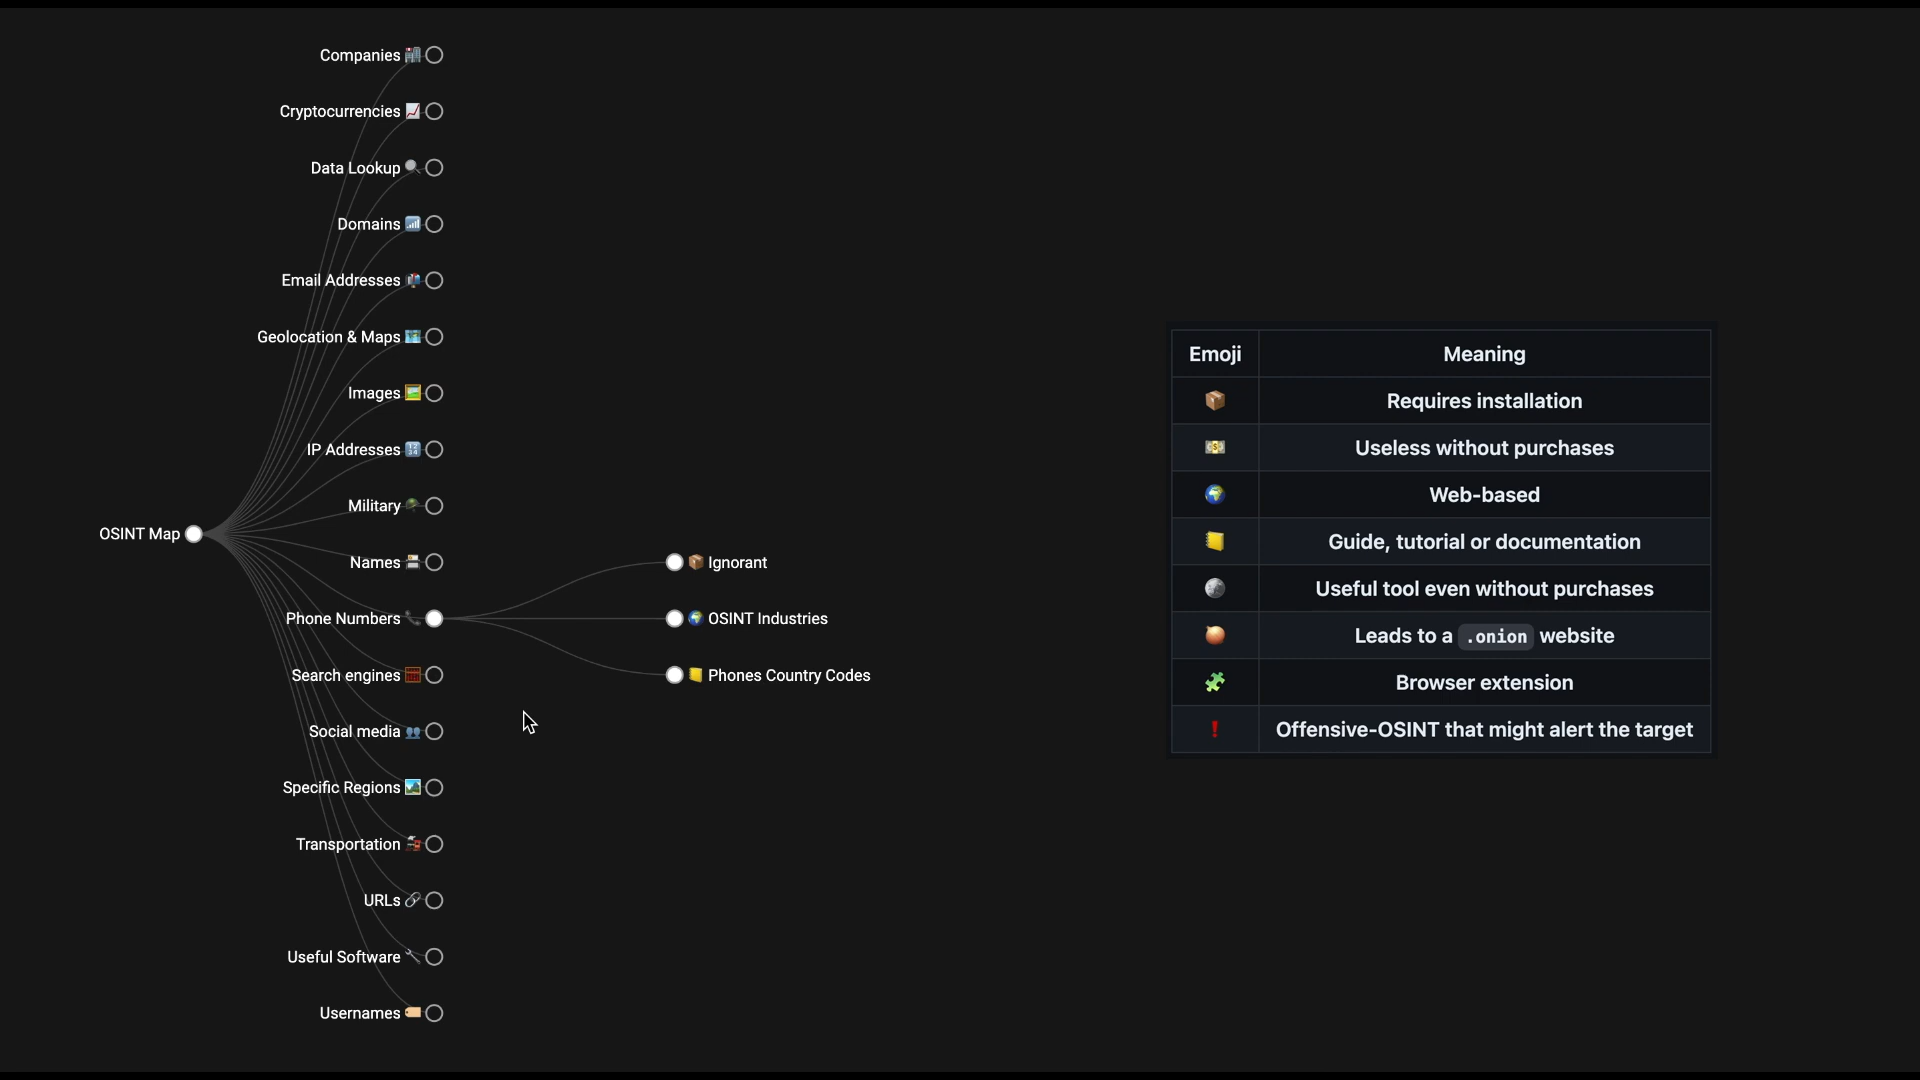 Companies 🏢
Cryptocurrencies 📈
Data Lookup 🔍
Domains 📶
Email Addresses 📬
Geolocation & Maps 🗺️
Images 🖼️
IP Addresses 🔢
Military 🪖
OSINT Map
Names 📇
Phone Numbers 📞
Search engines 🧮
Social media 👥
Specific Regions 🏞️
Transportation 🚂
URLs 🔗
Useful Software 🔧
Usernames 🏷️
📦 Ignorant
🌍 OSINT Industries
📒 Phones Country Codes
Emoji Meaning
📦 Requires installation
💵 Useless without purchases
🌍 Web-based
📒 Guide, tutorial or documentation
🌕 Useful tool even without purchases
🧅 Leads to a .onion website
🧩 Browser extension
❗ Offensive-OSINT that might alert the target